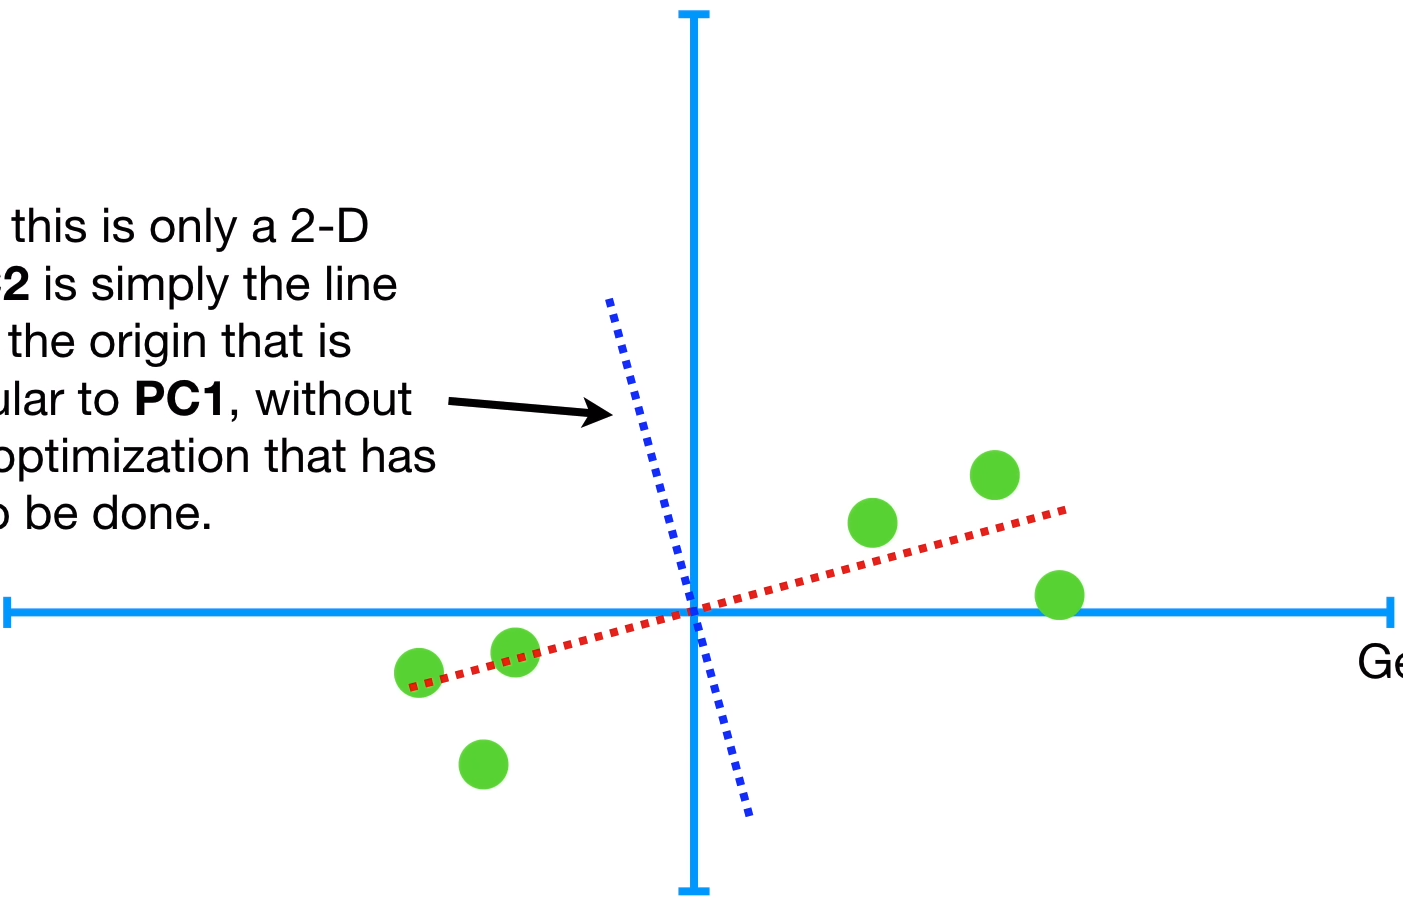 this is only a 2-D
2 is simply the line
the origin that is
ular to PC1, without
optimization that has
be done.
Ge